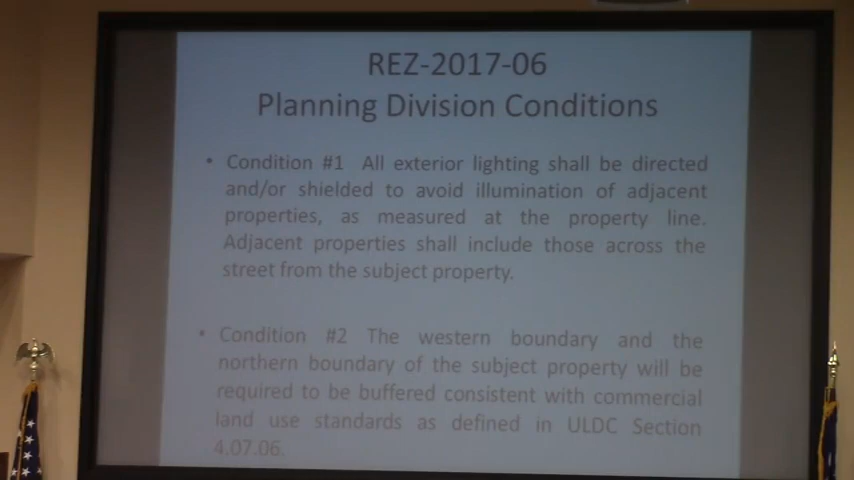 REZ-2017-06
Planning Division Conditions
• Condition #1 All exterior lighting shall be directed
and/or shielded to avoid illumination of adjacent
properties, as measured at the property line.
Adjacent properties shall include those across the
street from the subject property.
• Condition #2 The western boundary and the
northern boundary of the subject property will be
required to be buffered consistent with commercial
land use standards as defined in ULDC Section
4.07.06.